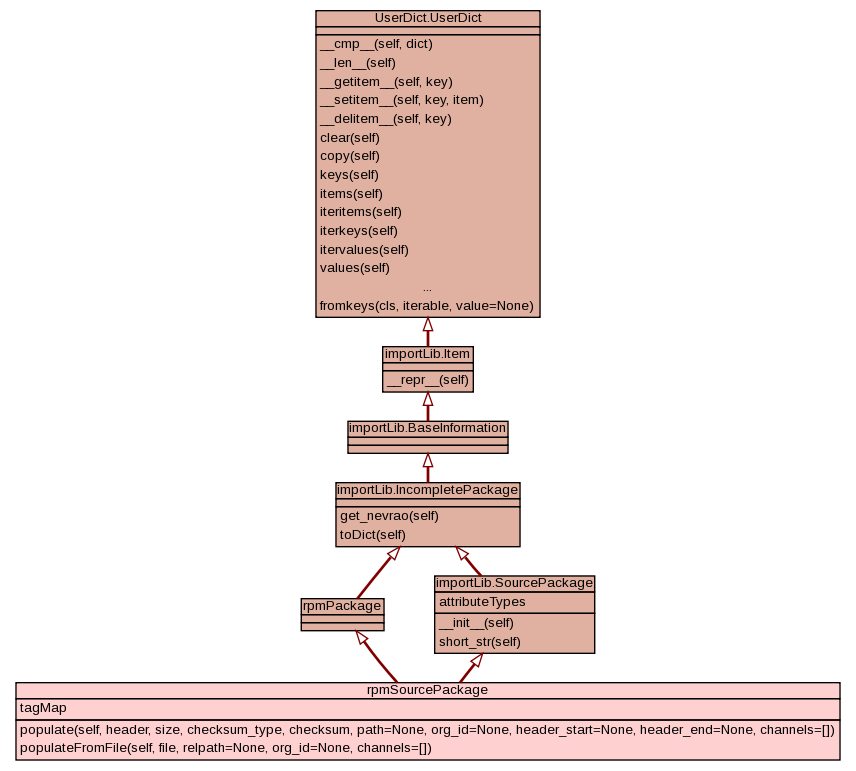 UserDict.UserDict
__cmp__(self, dict)
__len__(self)
__getitem__(self, key)
__setitem__(self, key, item)
__delitem__(self, key)
clear(self)
copy(self)
keys(self)
items(self)
iteritems(self)
iterkeys(self)
itervalues(self)
values(self)
...
fromkeys(cls, iterable, value=None)
importLib.Item
__repr__(self)
importLib.BaseInformation
importLib.IncompletePackage
get_nevrao(self)
toDict(self)
rpmPackage
importLib.SourcePackage
attributeTypes
__init__(self)
short_str(self)
rpmSourcePackage
tagMap
populate(self, header, size, checksum_type, checksum, path=None, org_id=None, header_start=None, header_end=None, channels=[])
populateFromFile(self, file, relpath=None, org_id=None, channels=[])